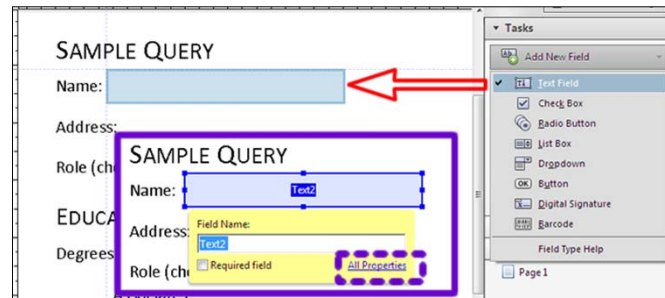 SAMPLE QUERY
Name:
Address:
Role (ch
EDUCA
Degrees
SAMPLE QUERY
Name:
Text2
Address:
Field Name:
Text2
Required field
All Properties
Role (ch
Tasks
Add New Field
Text Field
Check Box
Radio Button
List Box
Dropdown
OK Button
Digital Signature
Barcode
Field Type Help
Page 1